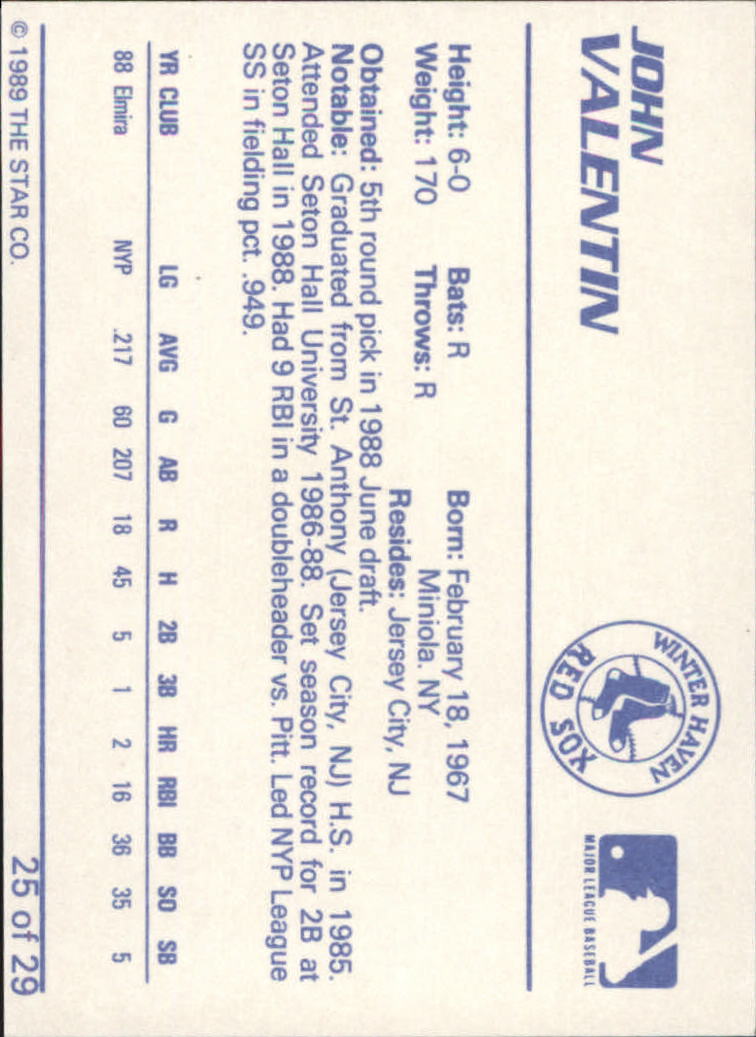 JOHN
VALENTIN
WINTER HAVEN
RED SOX
MAJOR LEAGUE BASEBALL
Height: 6-0 Bats: R Born: February 18, 1967
Weight: 170 Throws: R Miniola. NY
Resides: Jersey City, NJ
Obtained: 5th round pick in 1988 June draft.
Notable: Graduated from St. Anthony (Jersey City, NJ) H.S. in 1985.
Attended Seton Hall University 1986-88. Set season record for 2B at
Seton Hall in 1988. Had 9 RBI in a doubleheader vs. Pitt. Led NYP League
SS in fielding pct. .949.
YR CLUB LG AVG G AB R H 2B 3B HR RBI BB SO SB
88 Elmira NYP .217 60 207 18 45 5 1 2 16 36 35 5
© 1989 THE STAR CO. 25 of 29